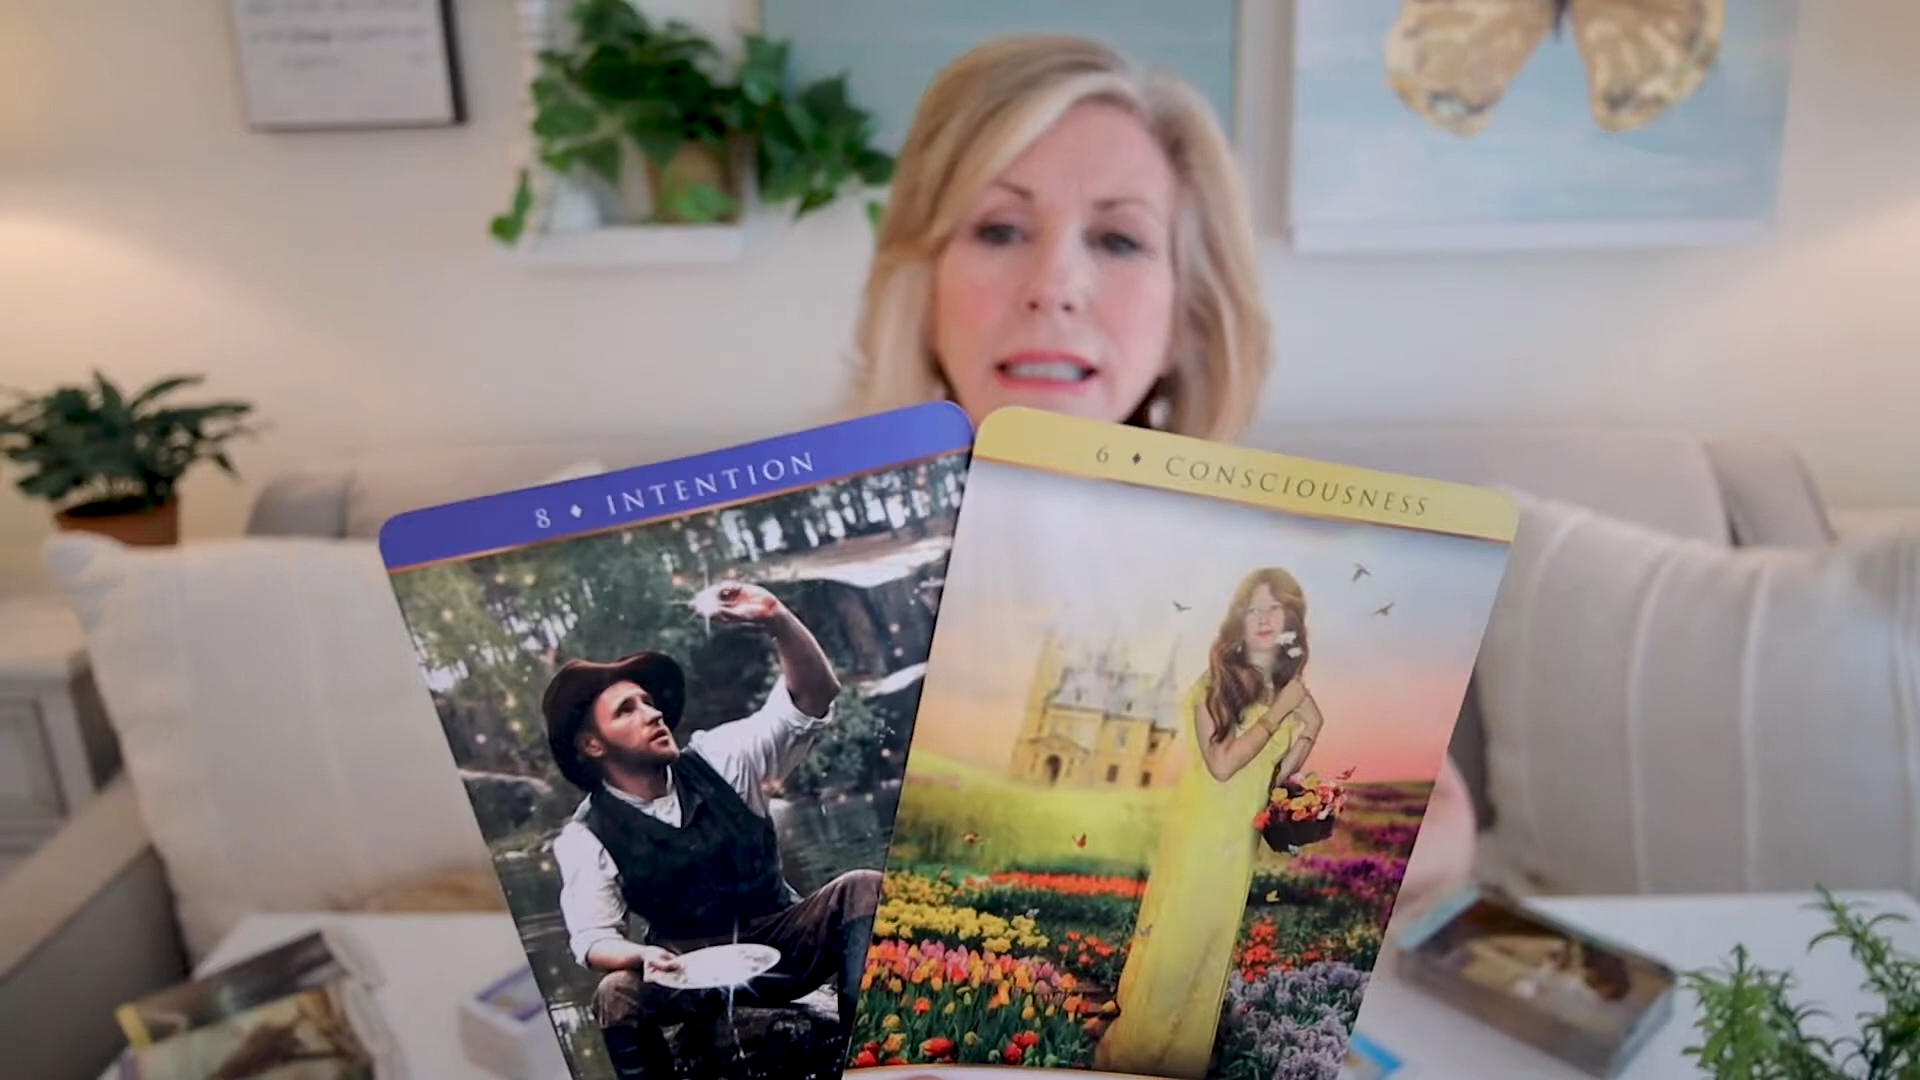 8 ♦ INTENTION
6 ♦ CONSCIOUSNESS